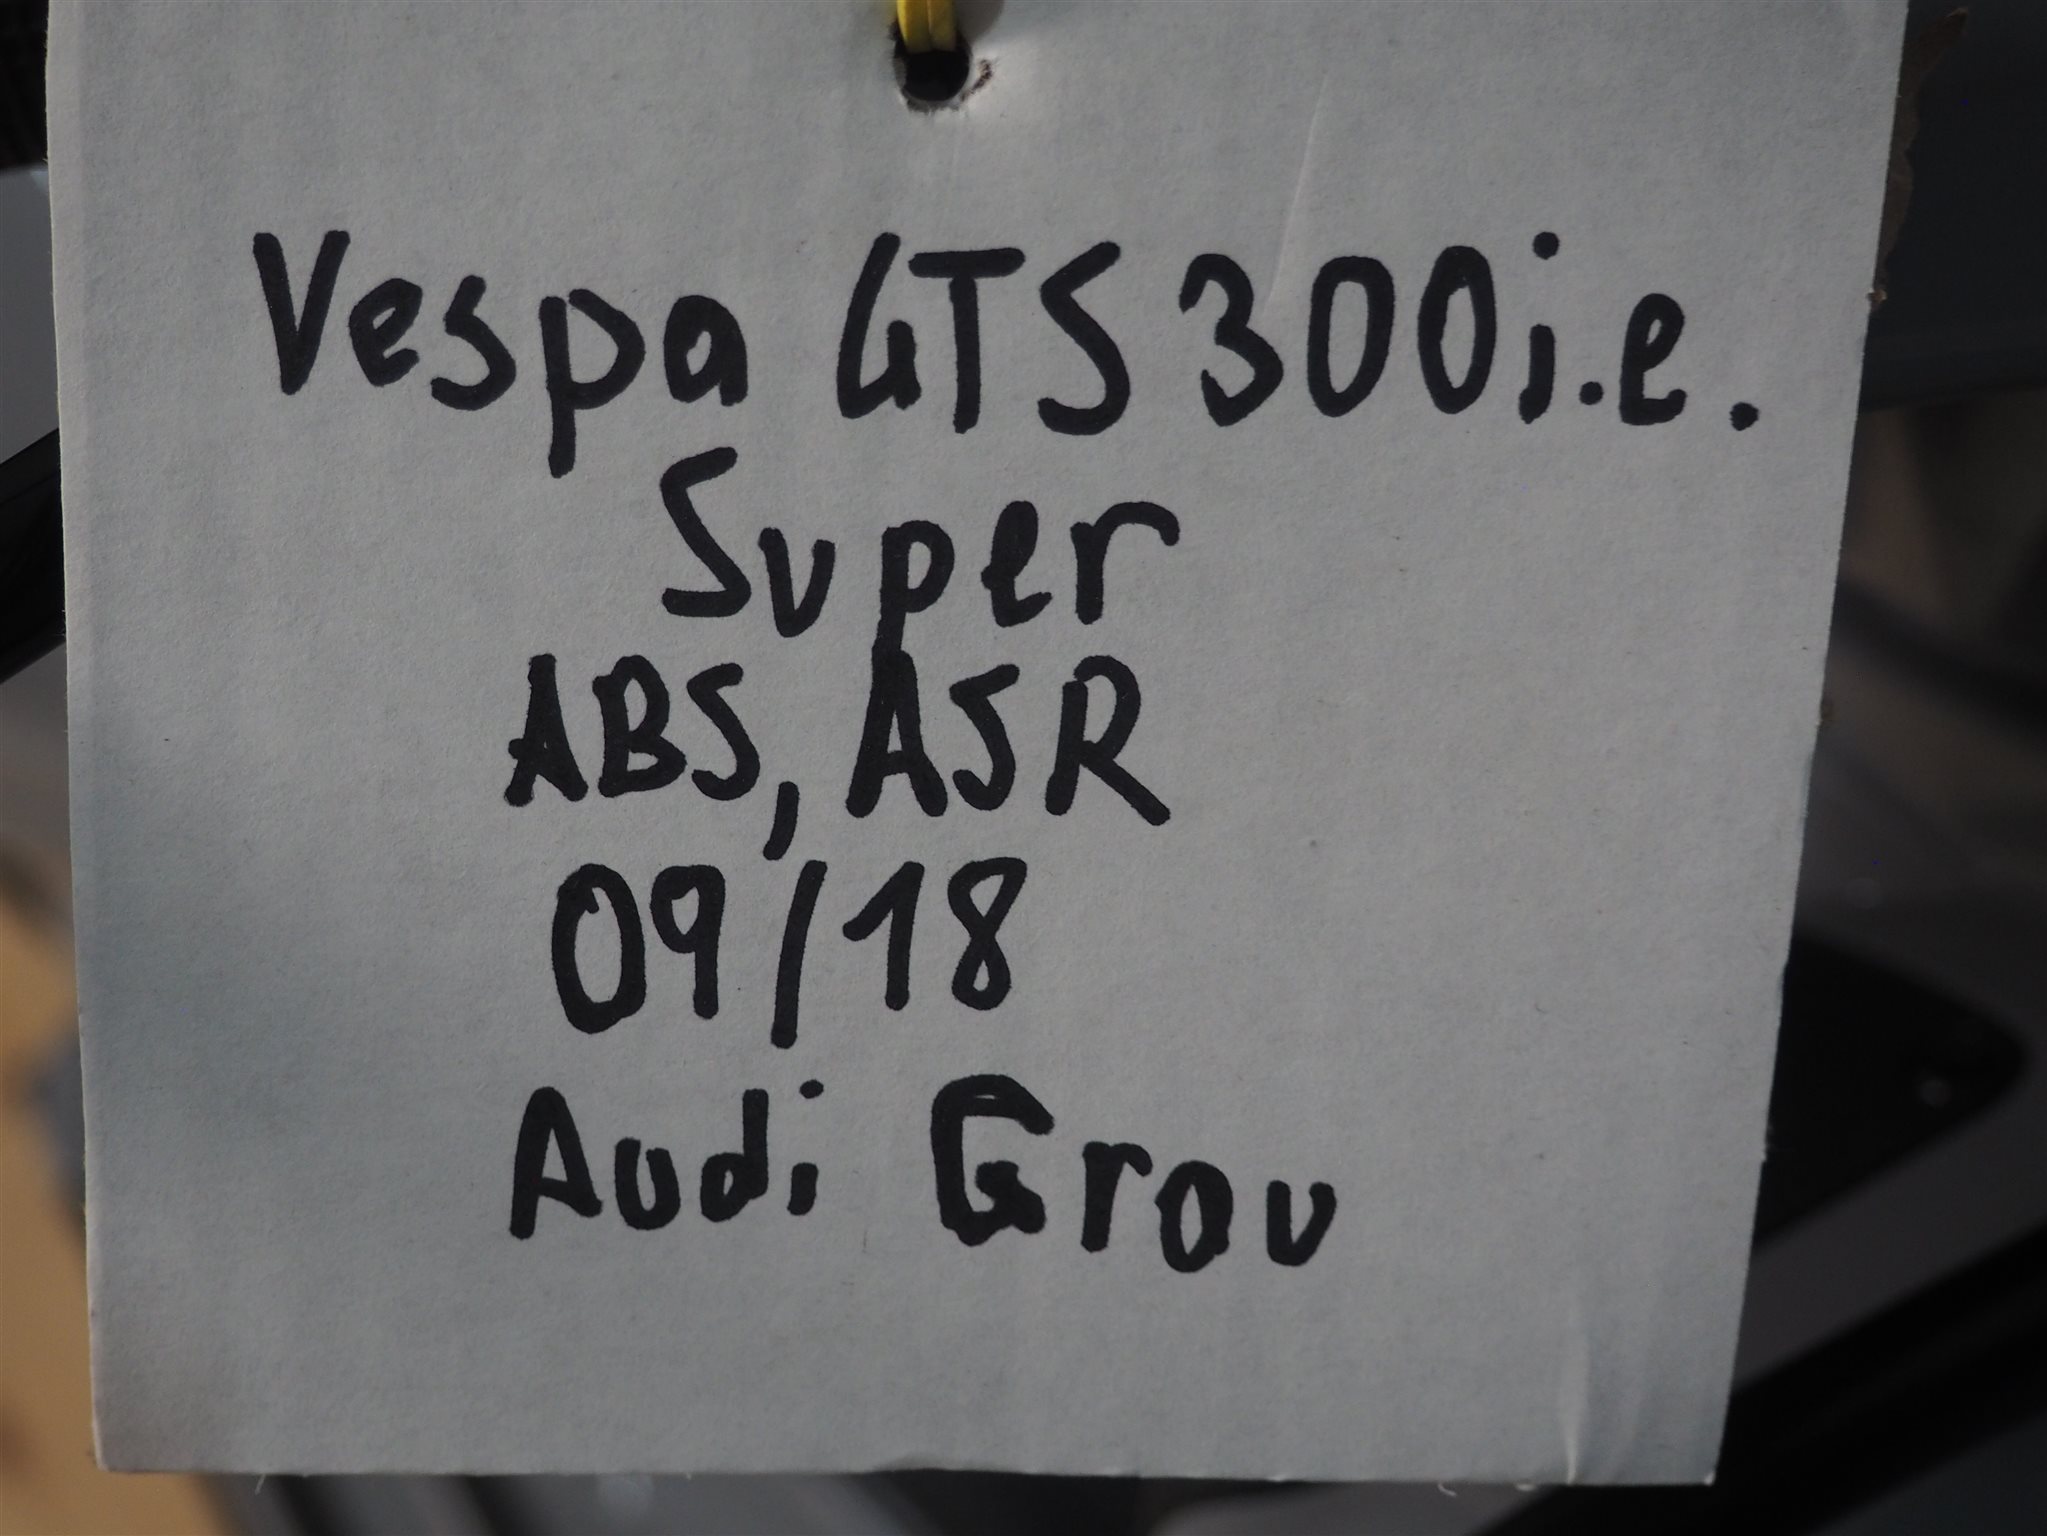 Vespa GTS 300i.e.
Super
ABS, ASR
09/18
Audi Grau